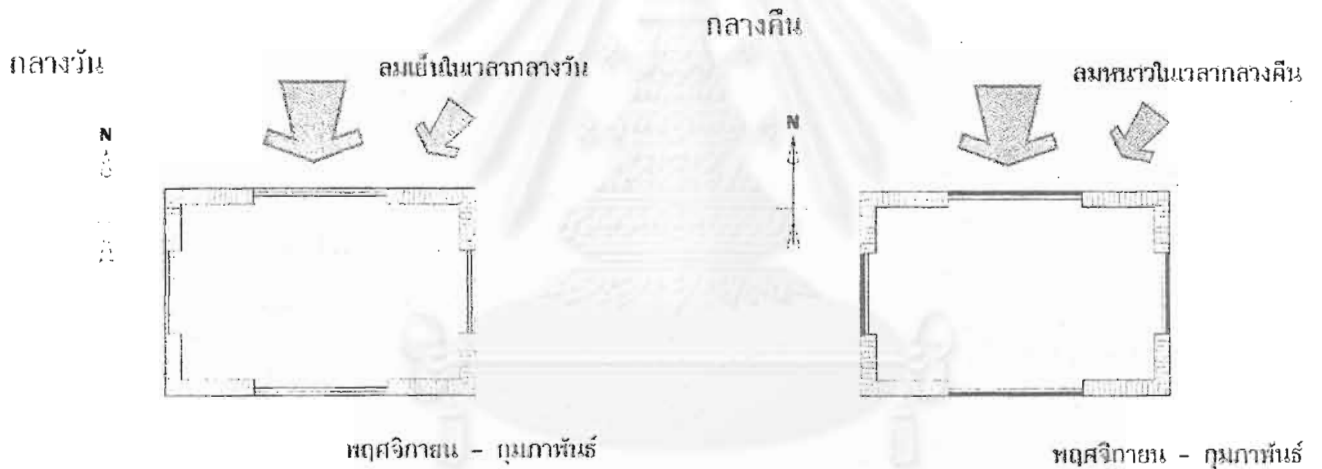 กลางคืน
กลางวัน
ลมเย็นในเวลากลางวัน
ลมหนาวในเวลากลางคืน
N
N
พฤศจิกายน - กุมภาพันธ์
พฤศจิกายน - กุมภาพันธ์